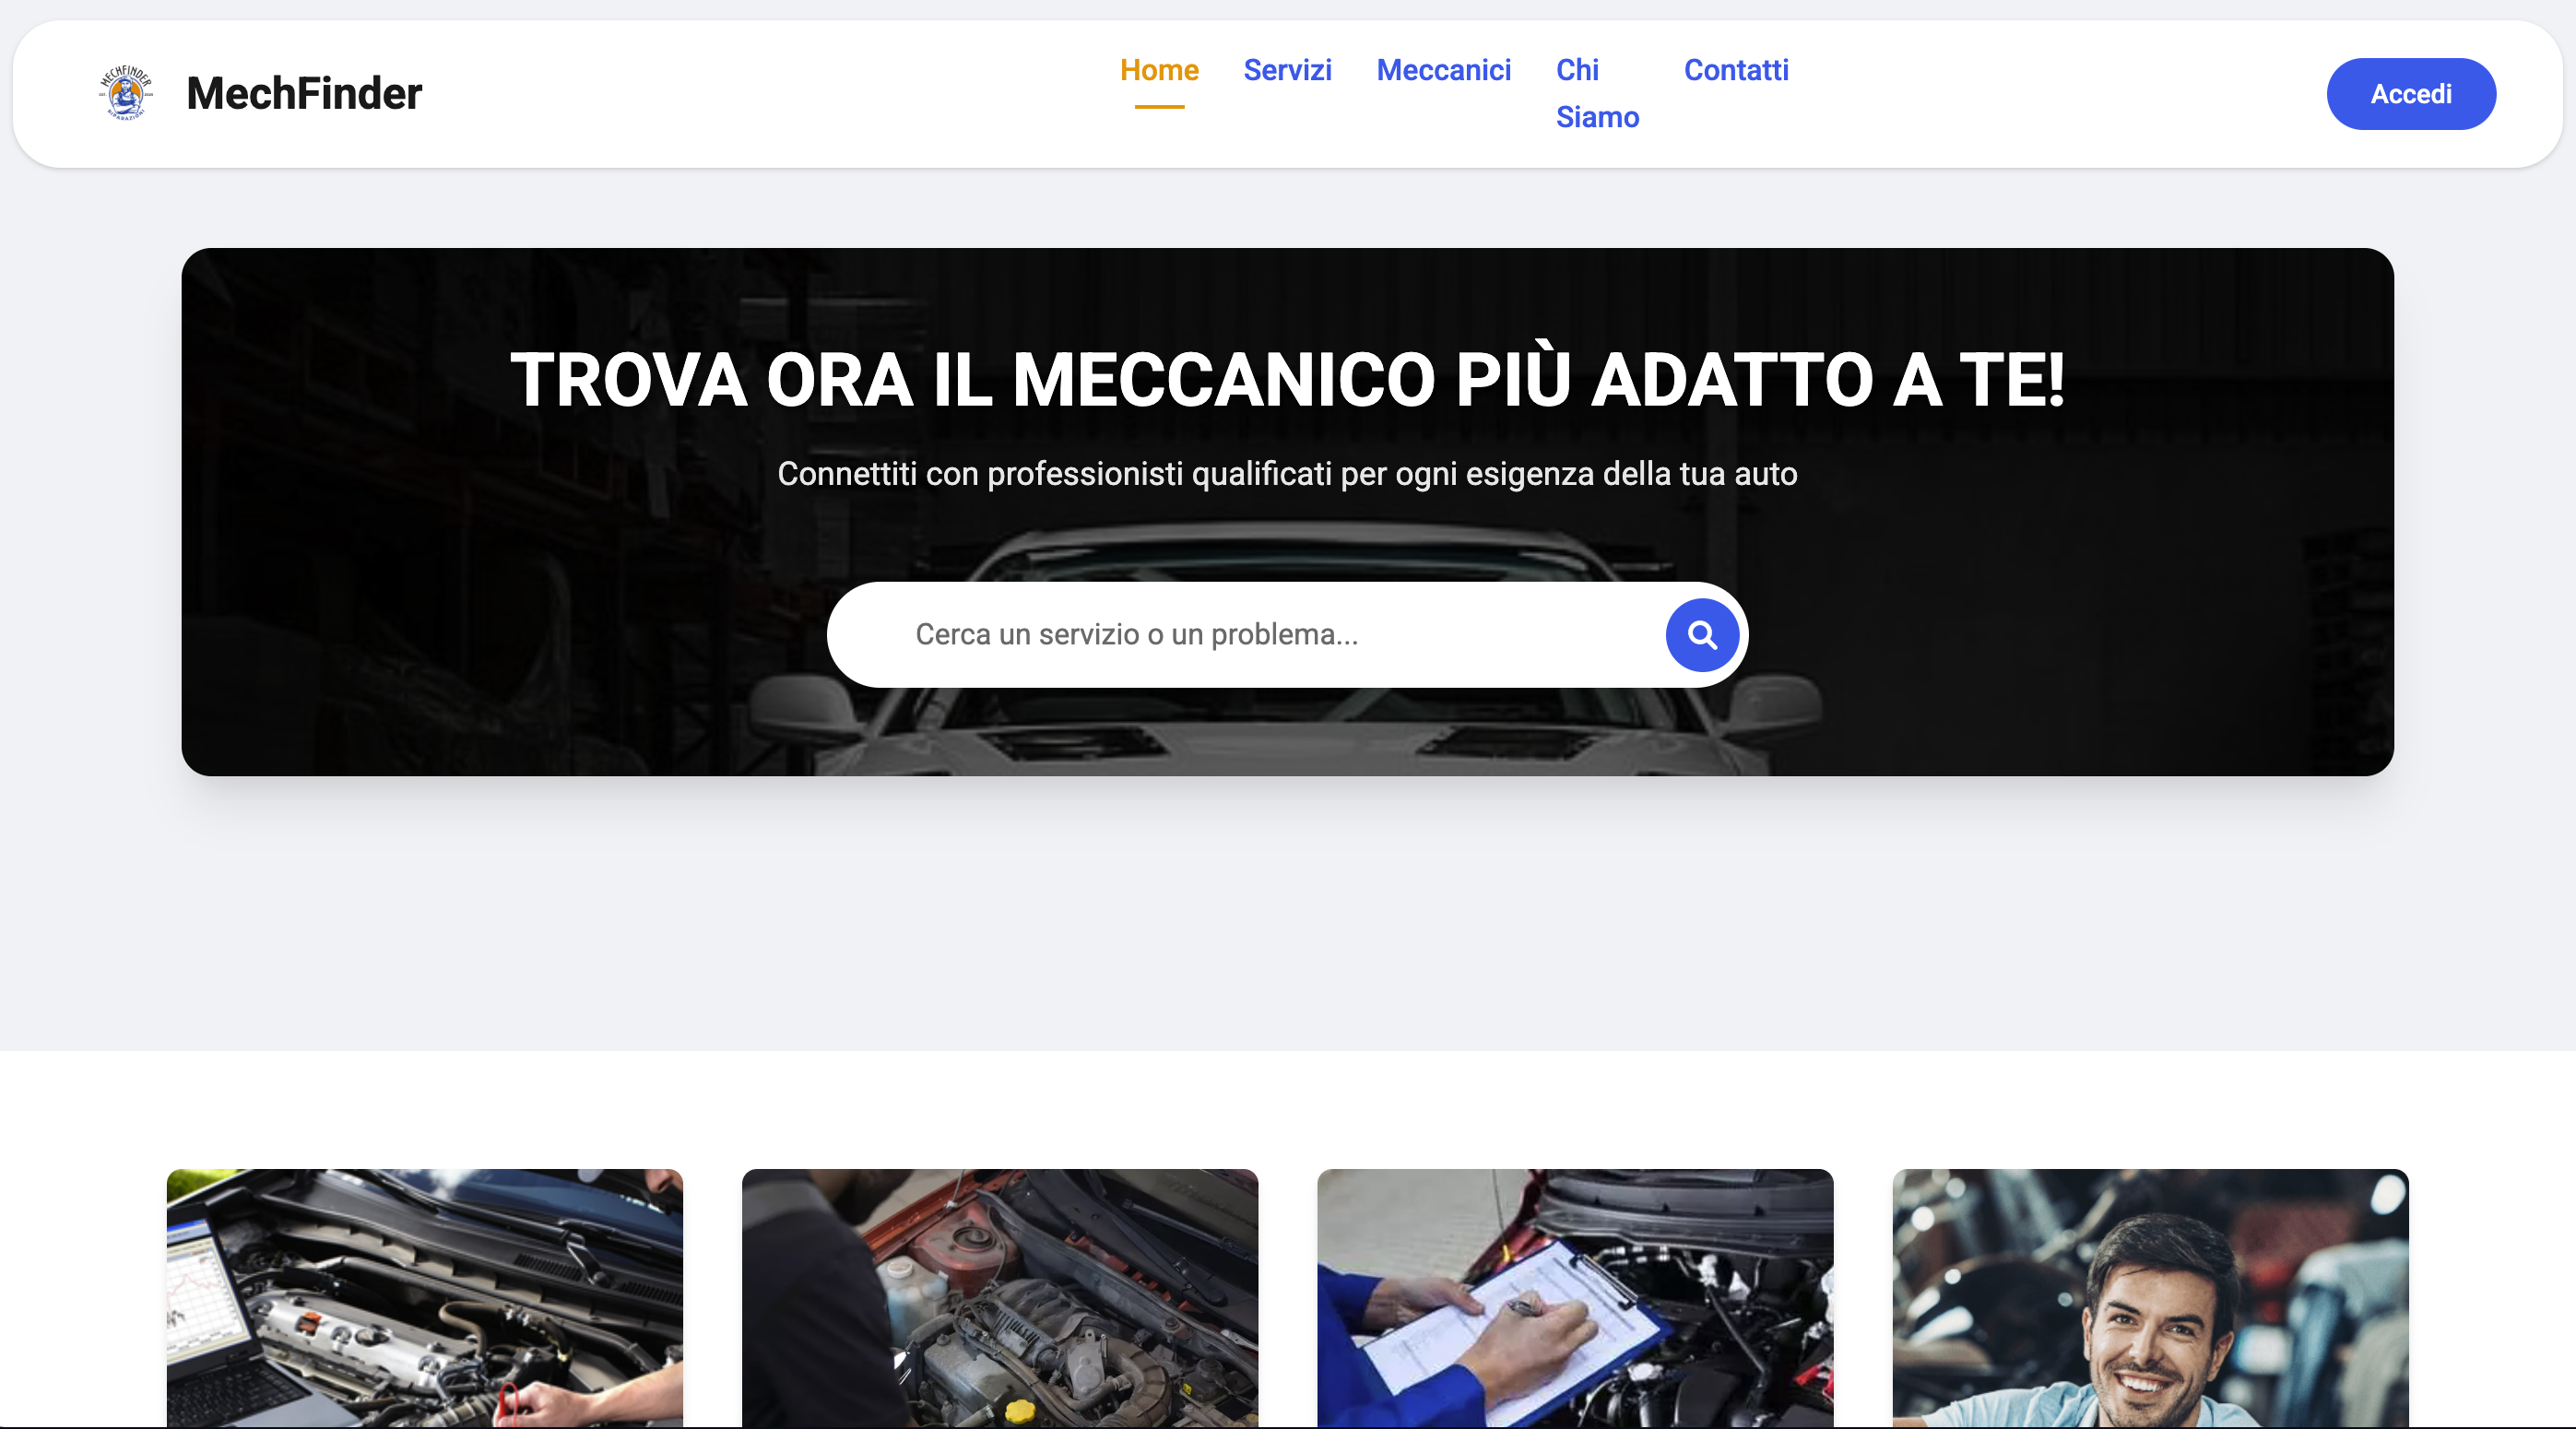 MECHFINDER
RIPARAZIONI
MechFinder
Home
Servizi
Meccanici
Chi
Siamo
Contatti
Accedi
TROVA ORA IL MECCANICO PIÙ ADATTO A TE!
Connettiti con professionisti qualificati per ogni esigenza della tua auto
Cerca un servizio o un problema...